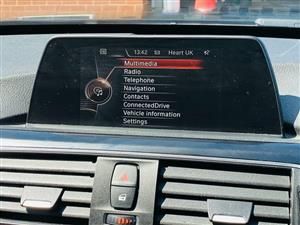 13:42 Heart UK
Multimedia
Radio
Telephone
Navigation
Contacts
ConnectedDrive
Vehicle information
Settings